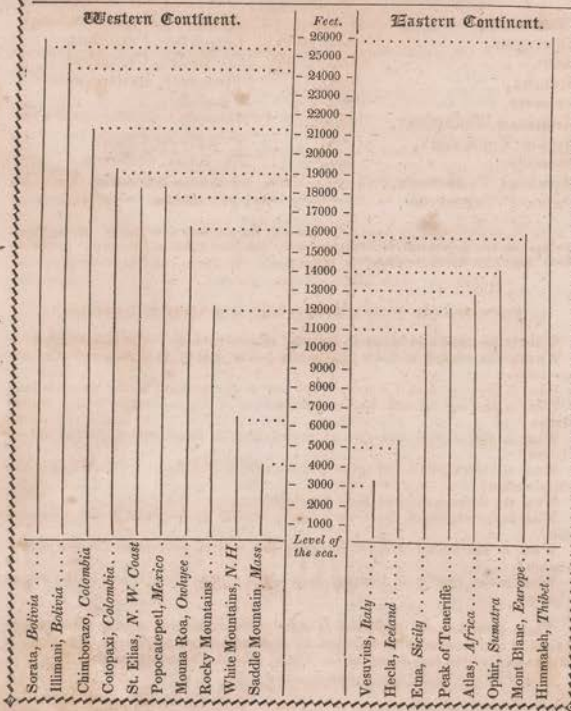 Western Continent.
Feet.
Eastern Continent.
- 26000 -
- 25000 -
- 24000 -
- 23000 -
- 22000 -
- 21000 -
- 20000 -
- 19000 -
- 18000 -
- 17000 -
- 16000 -
- 15000 -
- 14000 -
- 13000 -
- 12000 -
- 11000 -
- 10000 -
- 9000 -
- 8000 -
- 7000 -
- 6000 -
- 5000 -
- 4000 -
- 3000 -
- 2000 -
- 1000 -
Level of
the sea.
Sorata, Bolivia . . .
Illimani, Bolivia . . . .
Chimborazo, Colombia
Cotopaxi, Colombia . . .
St. Elias, N. W. Coast
Popocatepetl, Mexico . .
Mouna Roa, Owhyee . .
Rocky Mountains . . .
White Mountains, N. H.
Saddle Mountain, Mass.
Vesuvius, Italy . . . . .
Hecla, Iceland . . . . .
Etna, Sicily . . . . . .
Peak of Teneriffe . .
Atlas, Africa . . . . .
Ophir, Sumatra . . . .
Mont Blanc, Europe . .
Himmaleh, Thibet. . .